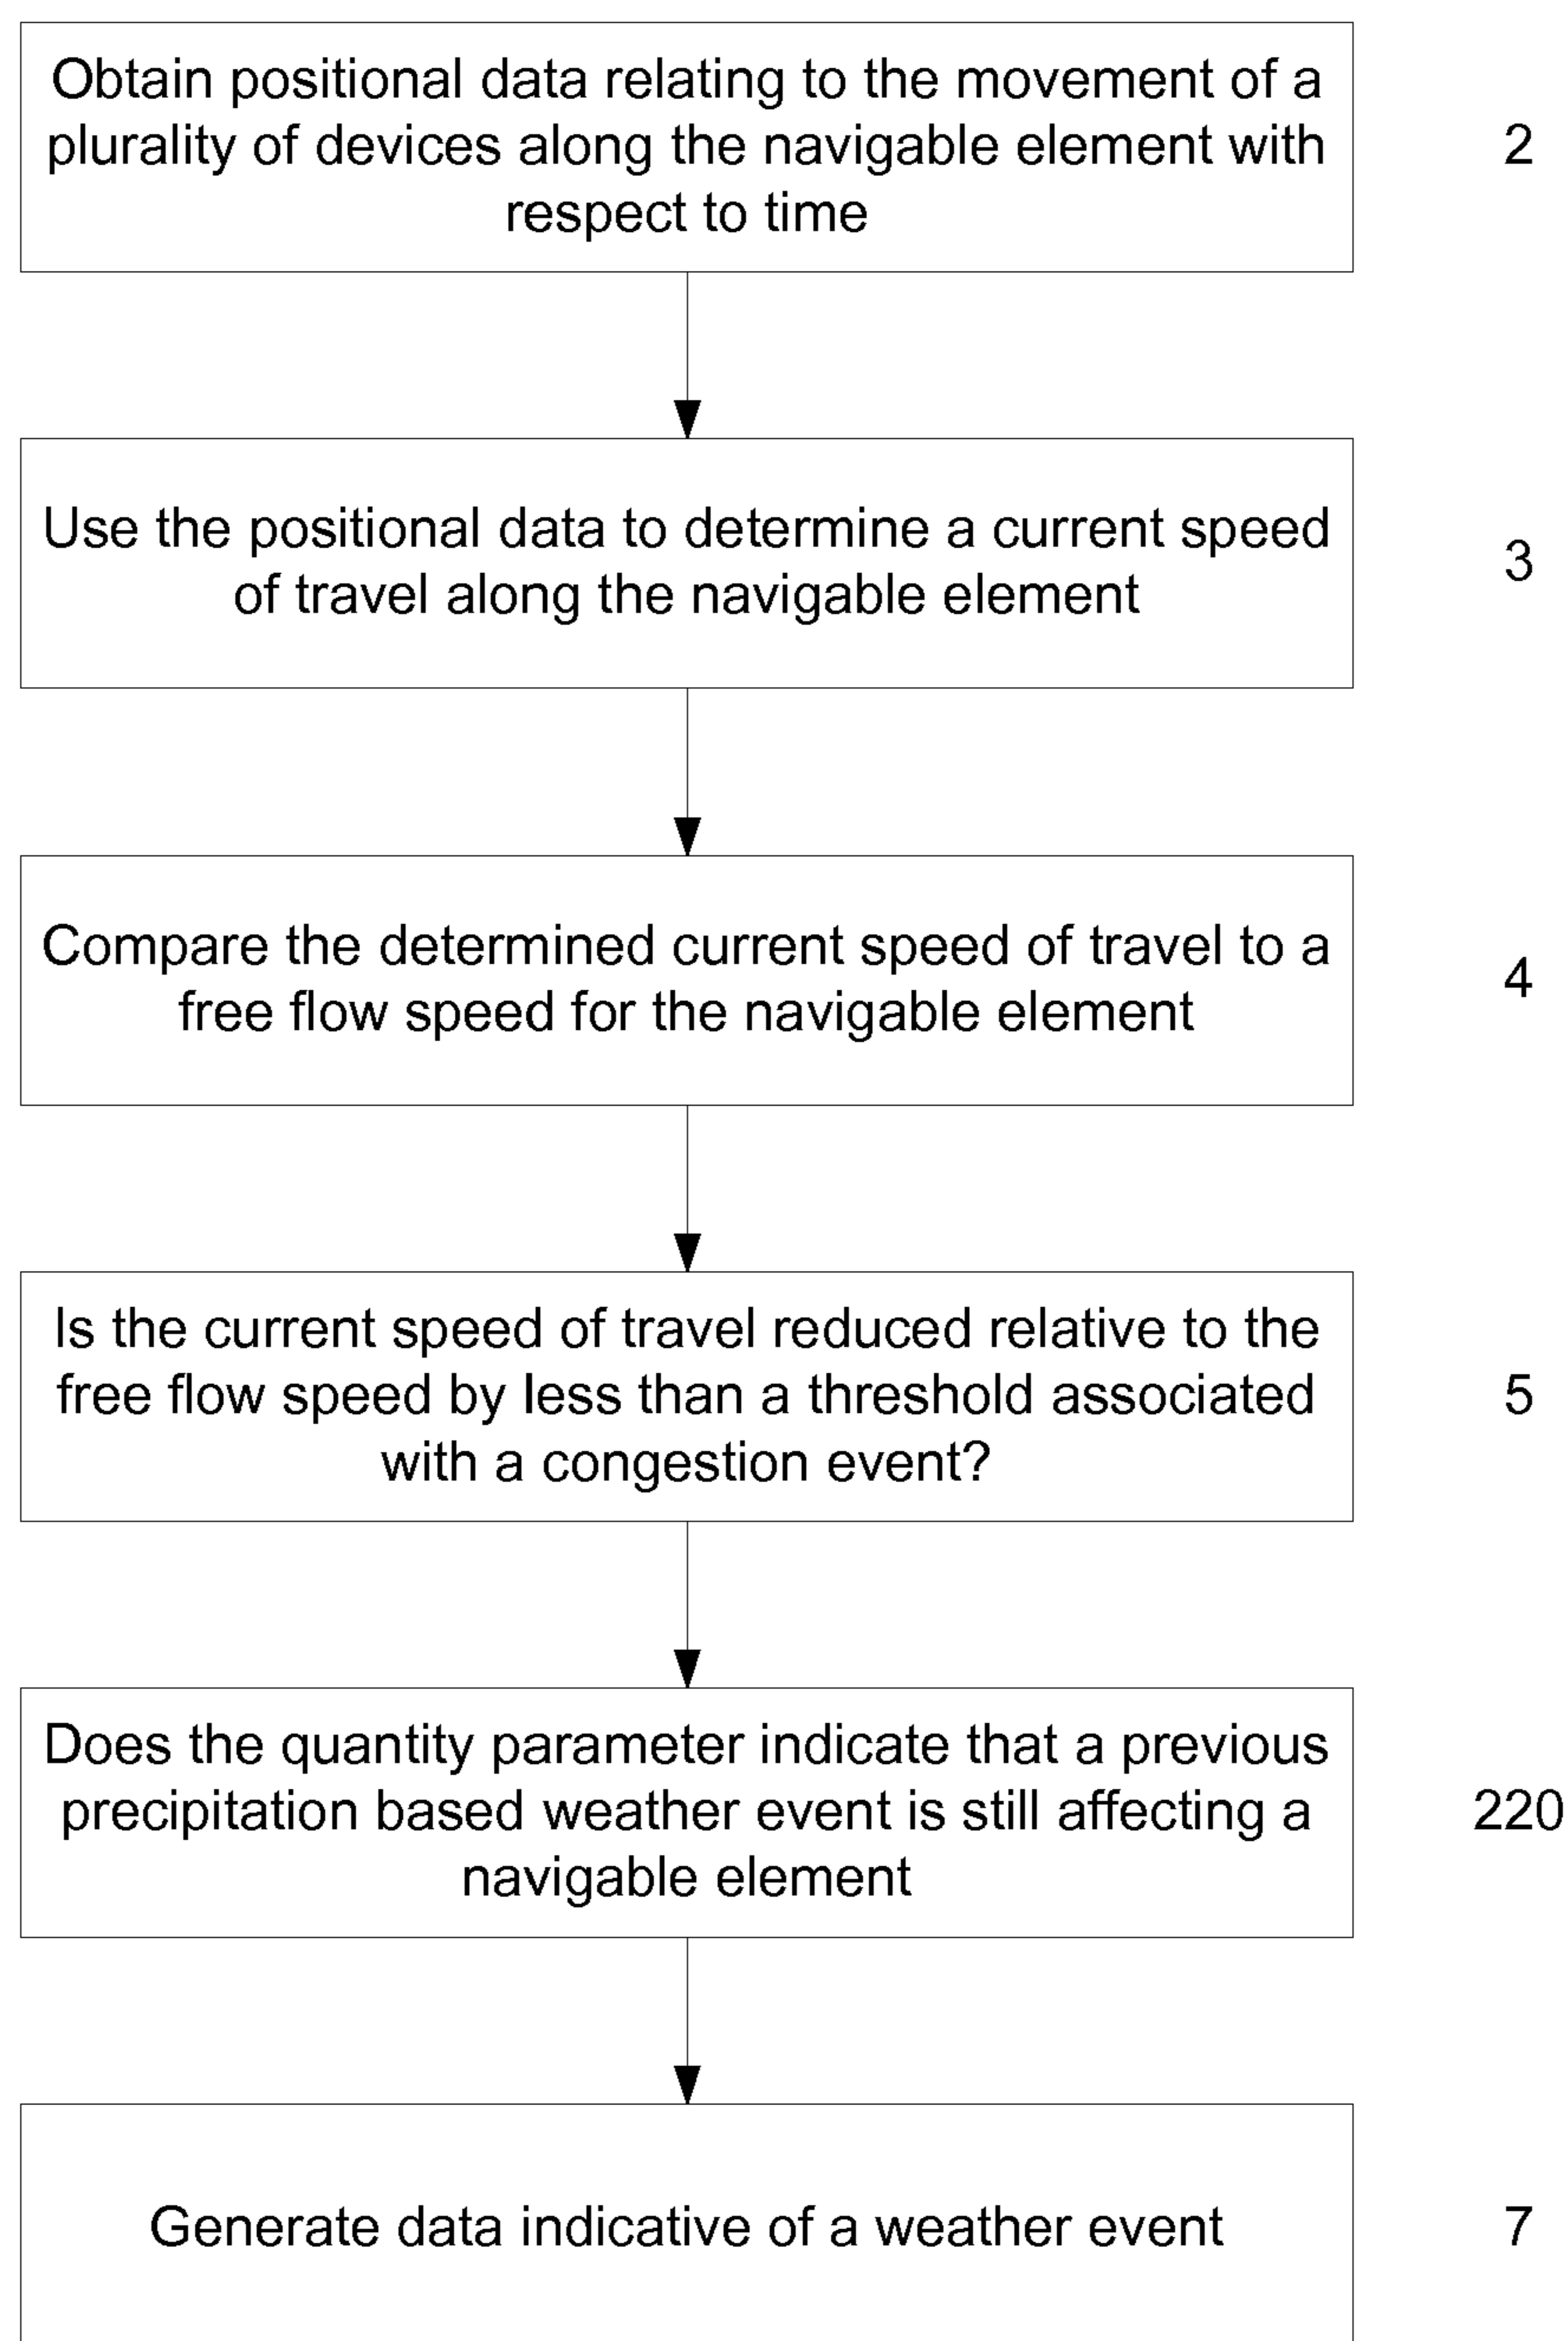 Obtain positional data relating to the movement of a
plurality of devices along the navigable element with
respect to time
2
Use the positional data to determine a current speed
of travel along the navigable element
3
Compare the determined current speed of travel to a
free flow speed for the navigable element
4
Is the current speed of travel reduced relative to the
free flow speed by less than a threshold associated
with a congestion event?
5
Does the quantity parameter indicate that a previous
precipitation based weather event is still affecting a
navigable element
220
Generate data indicative of a weather event
7